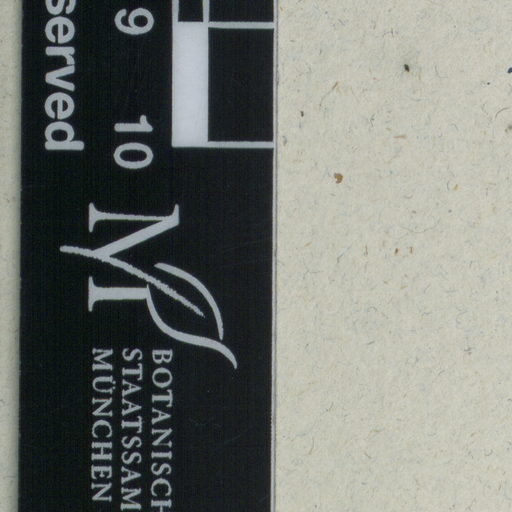 served
9 10
BOTANISCH
STAATSSAM
MÜNCHEN